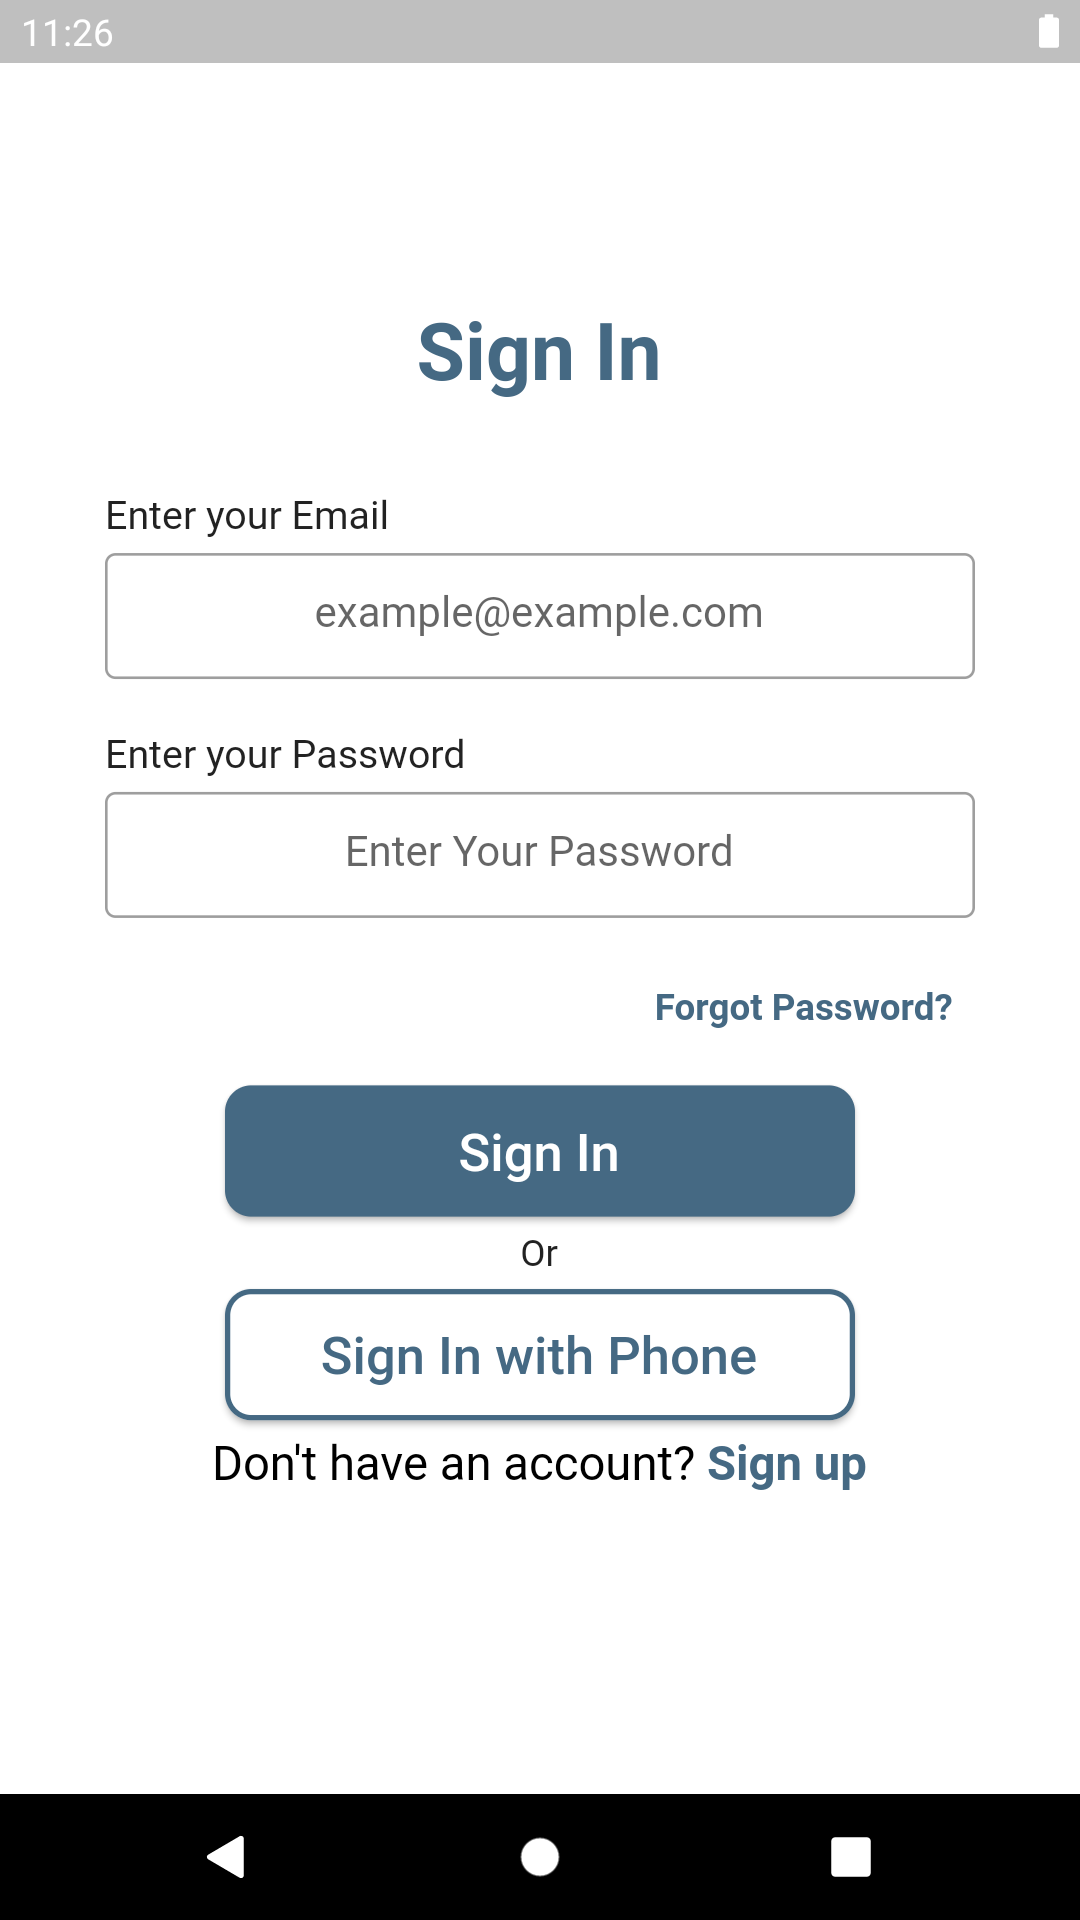 11:26
Sign In
Enter your Email
example@example.com
Enter your Password
Enter Your Password
Forgot Password?
Sign In
Or
Sign In with Phone
Don't have an account? Sign up